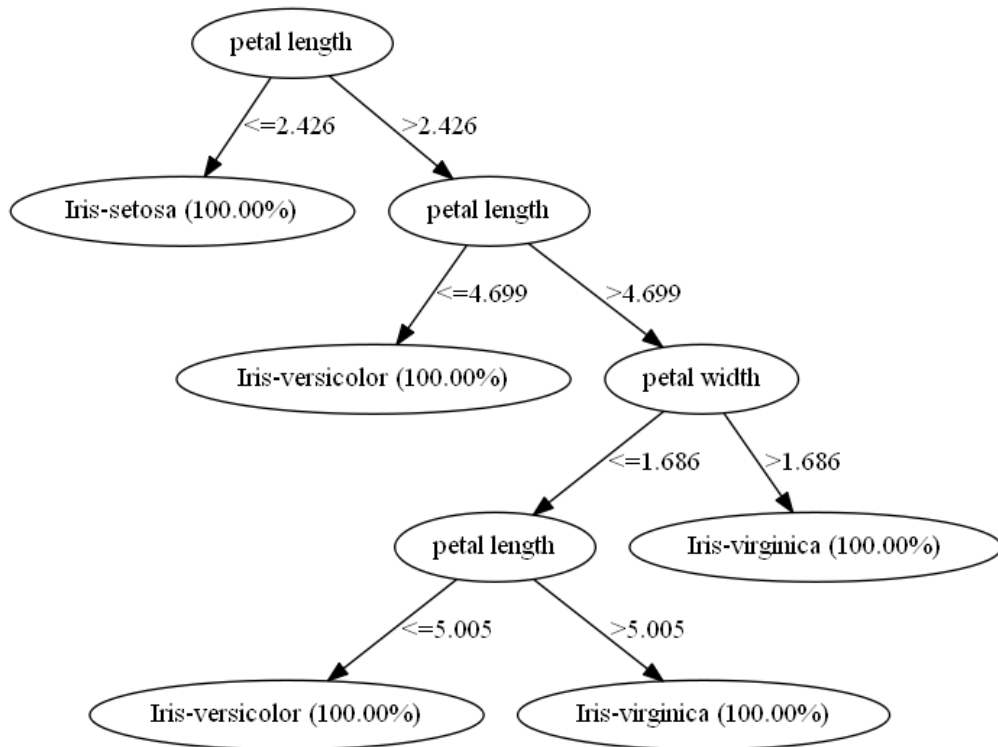 petal length
<=2.426
>2.426
Iris-setosa (100.00%)
petal length
<=4.699
>4.699
Iris-versicolor (100.00%)
petal width
<=1.686
>1.686
petal length
Iris-virginica (100.00%)
<=5.005
>5.005
Iris-versicolor (100.00%)
Iris-virginica (100.00%)